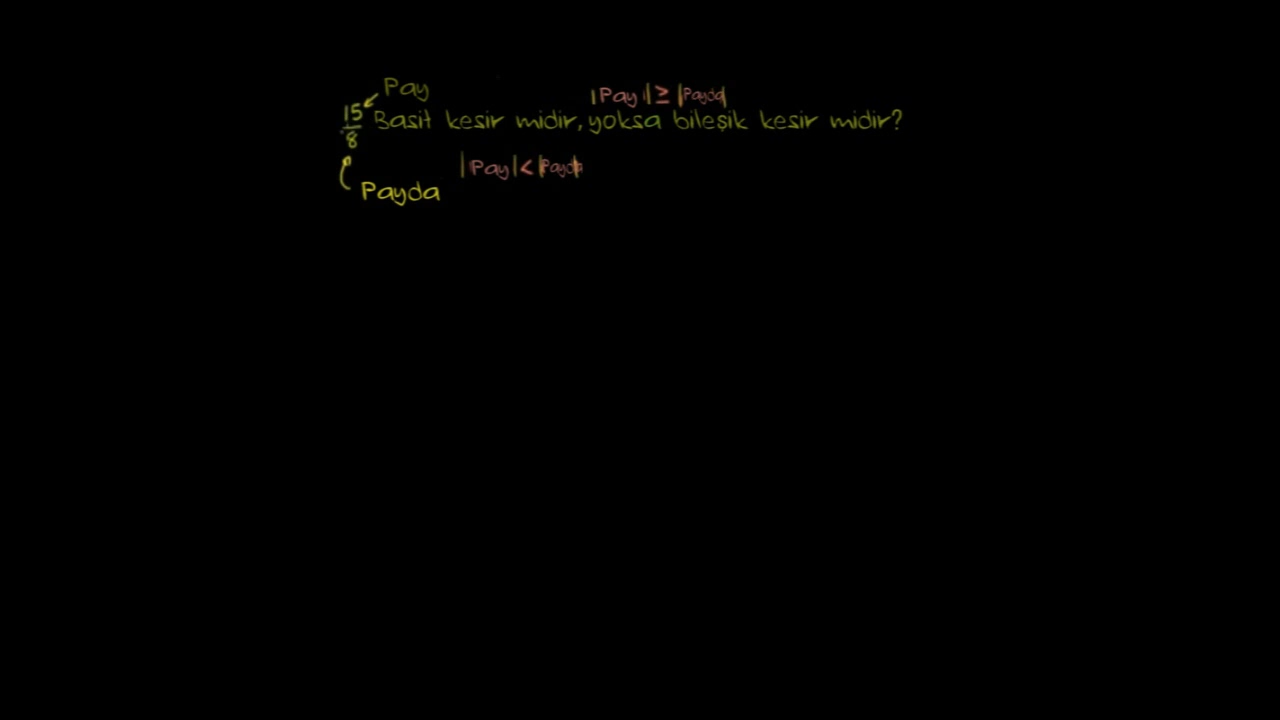 Pay
|Pay| ≥ |Payda|
15/8 Basit kesir midir, yoksa bileşik kesir midir?
|Pay| < |Payda|
Payda